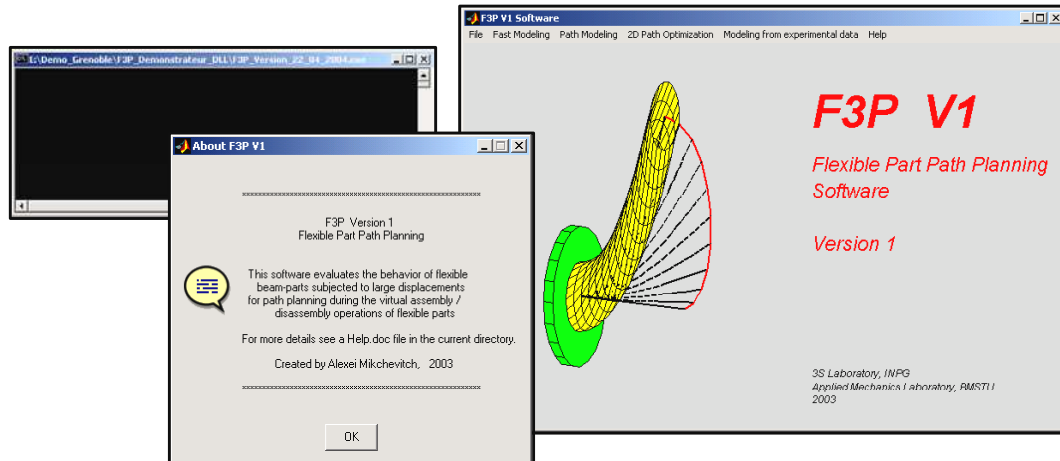 E:\Demo_Grenoble\F3P_Demonstrateur_DLL\F3P_Version_22_04_2004.exe
F3P V1 Software
File Fast Modeling Path Modeling 2D Path Optimization Modeling from experimental data Help
F3P V1
Flexible Part Path Planning
Software
Version 1
3S Laboratory, INPG
Applied Mechanics Laboratory, BMSTU
2003
About F3P V1
F3P Version 1
Flexible Part Path Planning
This software evaluates the behavior of flexible
beam-parts subjected to large displacements
for path planning during the virtual assembly /
disassembly operations of flexible parts
For more details see a Help.doc file in the current directory.
Created by Alexei Mikchevitch, 2003
OK